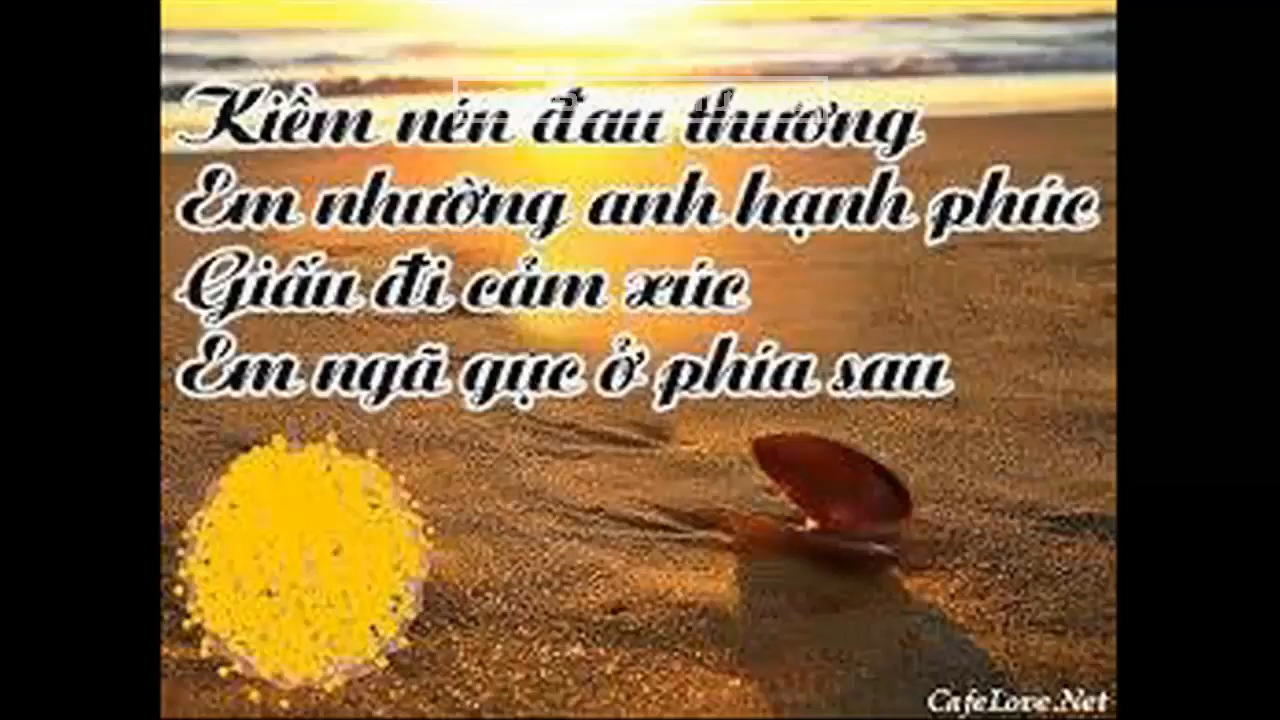 Kiềm nén đau thương
Em nhường anh hạnh phúc
Giấu đi cảm xúc
Em ngã gục ở phía sau
CafeLove.Net